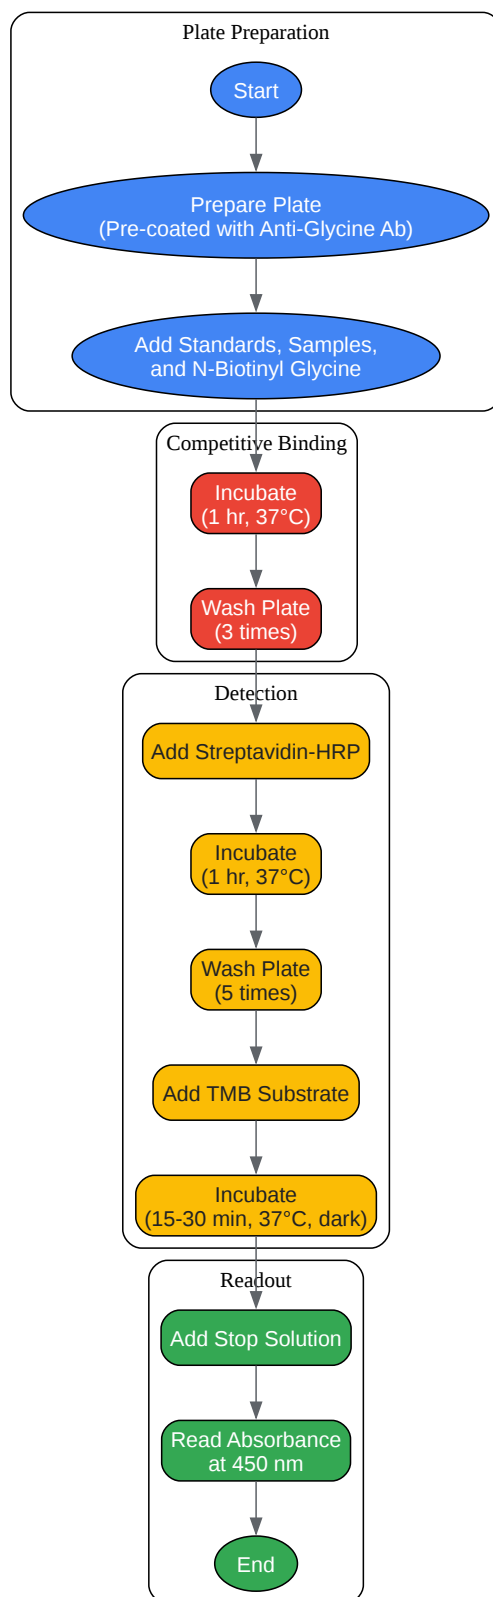 Plate Preparation
Start
Prepare Plate
(Pre-coated with Anti-Glycine Ab)
Add Standards, Samples,
and N-Biotinyl Glycine
Competitive Binding
Incubate
(1 hr, 37°C)
Wash Plate
(3 times)
Detection
Add Streptavidin-HRP
Incubate
(1 hr, 37°C)
Wash Plate
(5 times)
Add TMB Substrate
Incubate
(15-30 min, 37°C, dark)
Readout
Add Stop Solution
Read Absorbance
at 450 nm
End